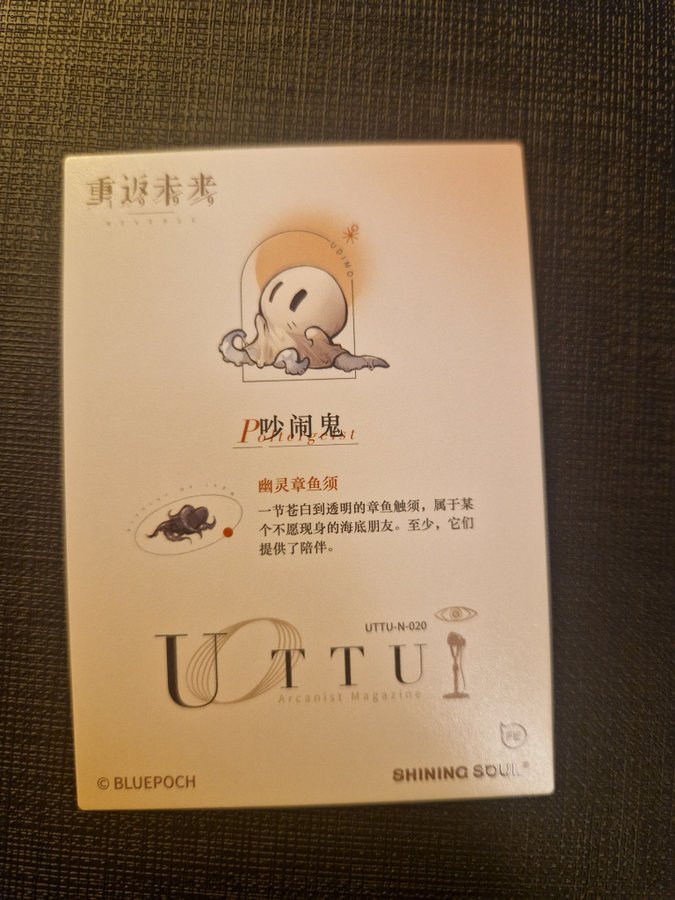 重返未来
REVERSE
UDIMO
吵闹鬼
Poltergeist
幽灵章鱼须
一节苍白到透明的章鱼触须，属于某
个不愿现身的海底朋友。至少，它们
提供了陪伴。
UTTU-N-020
UTTU
Arcanist Magazine
© BLUEPOCH
SHINING SOUL®